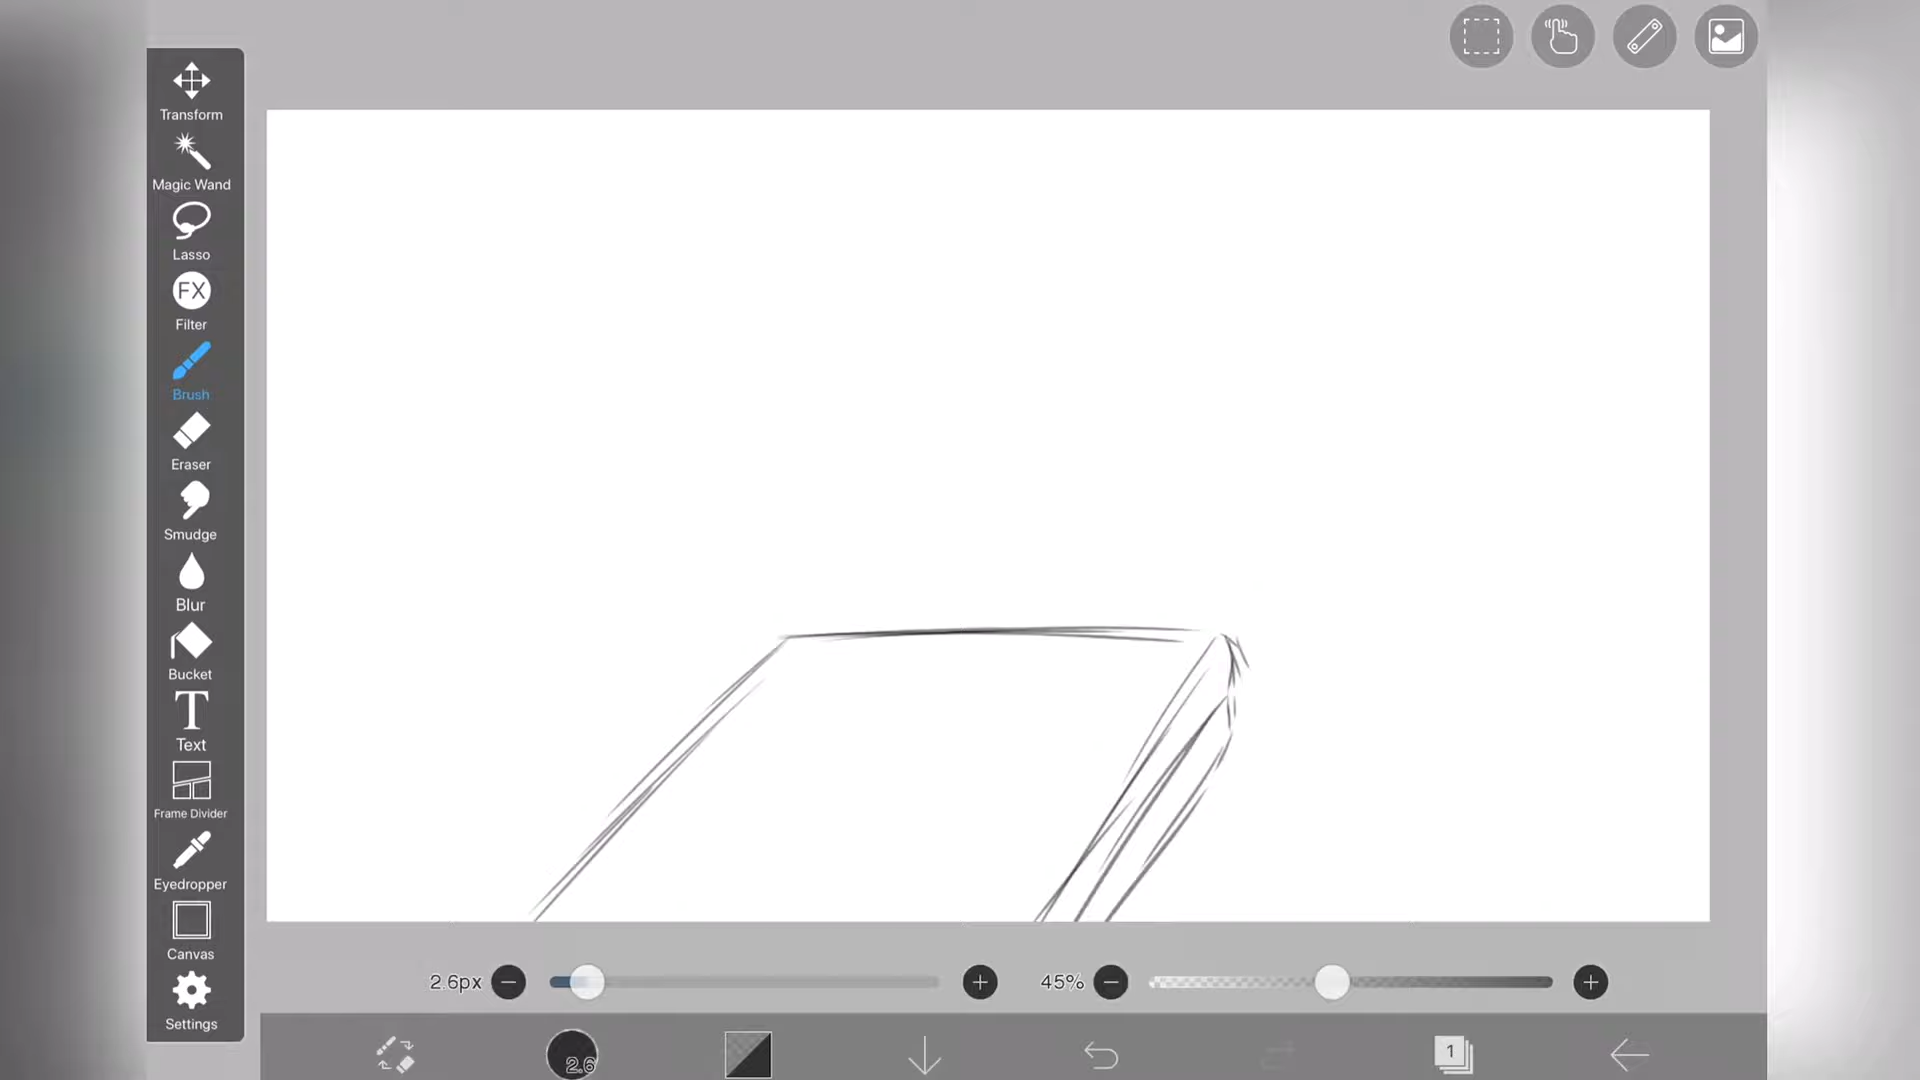 Transform
Magic Wand
Lasso
FX
Filter
Brush
Eraser
Smudge
Blur
Bucket
T
Text
Frame Divider
Eyedropper
Canvas
Settings
2.6px
45%
2.6
1